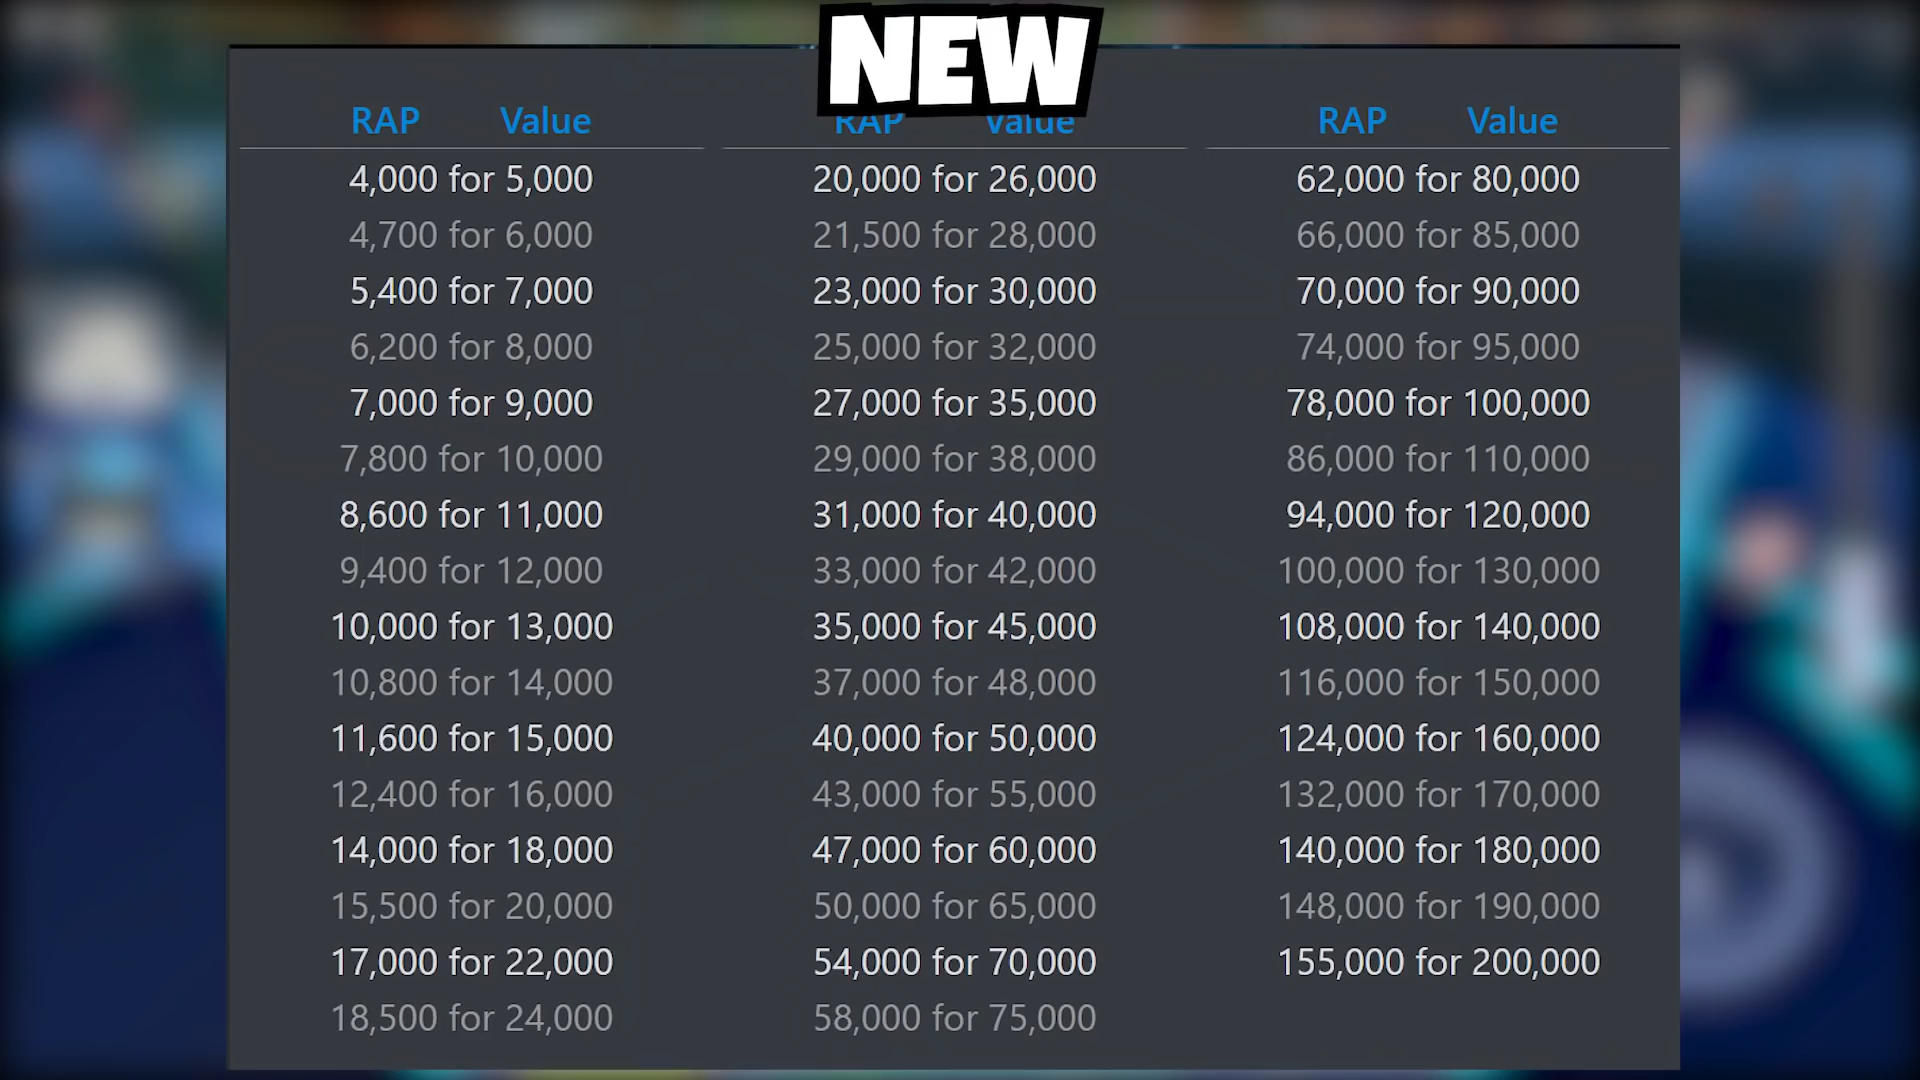 NEW
RAP Value
4,000 for 5,000
4,700 for 6,000
5,400 for 7,000
6,200 for 8,000
7,000 for 9,000
7,800 for 10,000
8,600 for 11,000
9,400 for 12,000
10,000 for 13,000
10,800 for 14,000
11,600 for 15,000
12,400 for 16,000
14,000 for 18,000
15,500 for 20,000
17,000 for 22,000
18,500 for 24,000
RAP Value
20,000 for 26,000
21,500 for 28,000
23,000 for 30,000
25,000 for 32,000
27,000 for 35,000
29,000 for 38,000
31,000 for 40,000
33,000 for 42,000
35,000 for 45,000
37,000 for 48,000
40,000 for 50,000
43,000 for 55,000
47,000 for 60,000
50,000 for 65,000
54,000 for 70,000
58,000 for 75,000
RAP Value
62,000 for 80,000
66,000 for 85,000
70,000 for 90,000
74,000 for 95,000
78,000 for 100,000
86,000 for 110,000
94,000 for 120,000
100,000 for 130,000
108,000 for 140,000
116,000 for 150,000
124,000 for 160,000
132,000 for 170,000
140,000 for 180,000
148,000 for 190,000
155,000 for 200,000